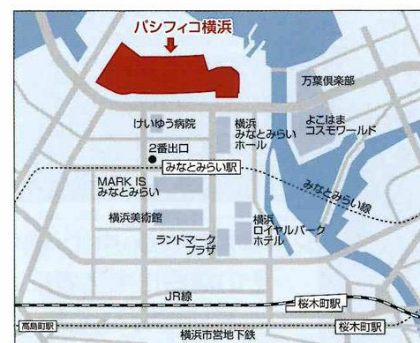 パシフィコ横浜
万葉倶楽部
けいゆう病院
横浜
みなとみらい
ホール
よこはま
コスモワールド
2番出口
みなとみらい駅
みなとみらい線
MARK IS
みなとみらい
横浜美術館
横浜
ロイヤルパーク
ホテル
ランドマーク
プラザ
JR線
桜木町駅
高島町駅
横浜市営地下鉄
桜木町駅